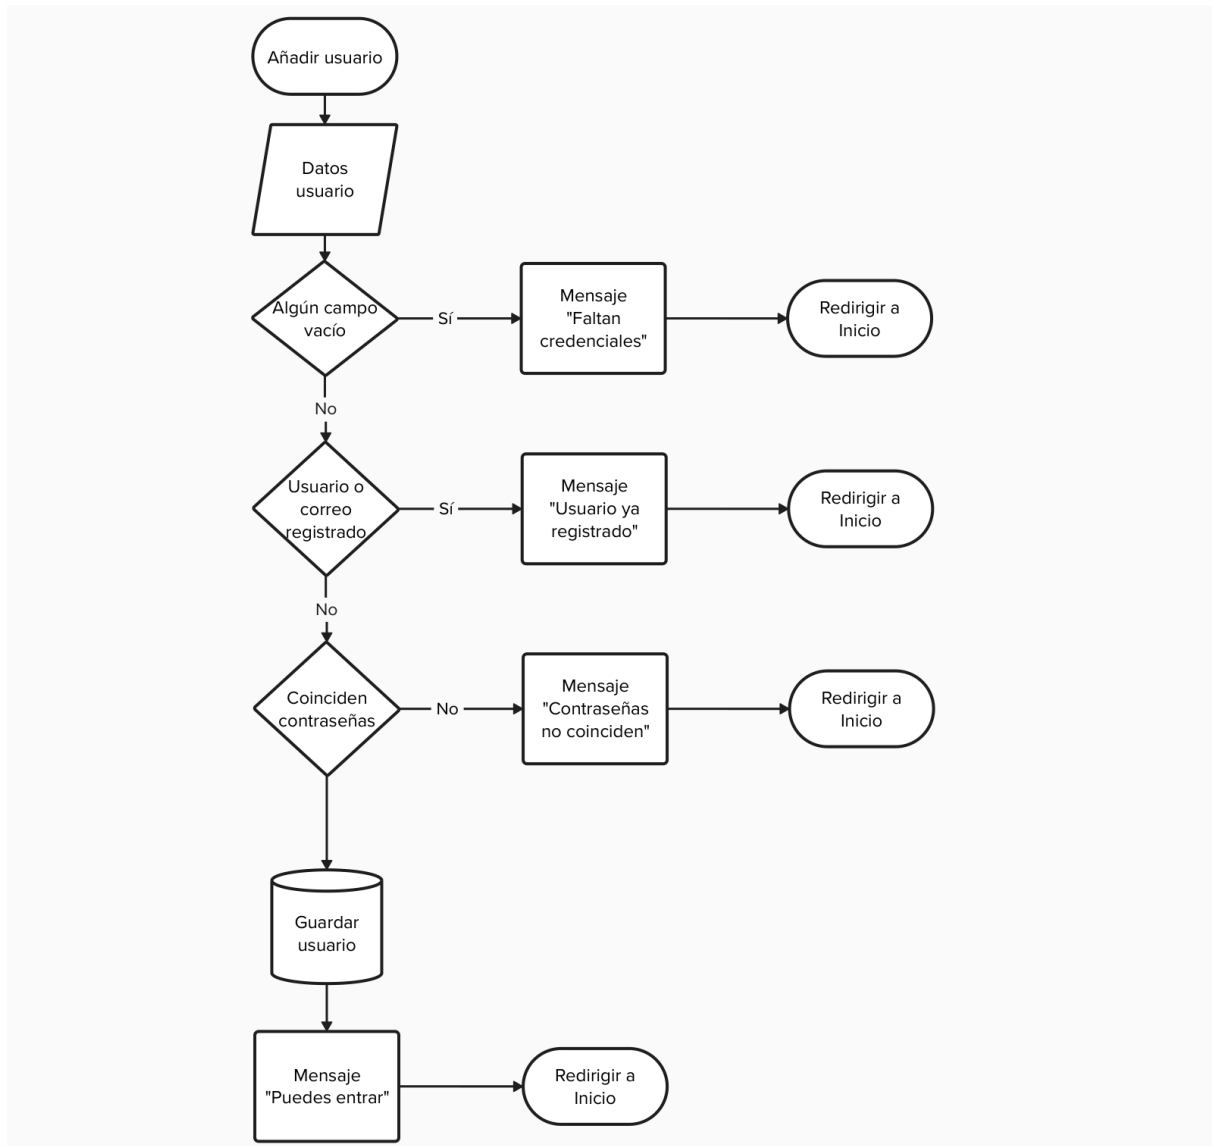 Añadir usuario
Datos
usuario
Algún campo
vacío
Sí
Mensaje
"Faltan
credenciales"
Redirigir a
Inicio
No
Usuario o
correo
registrado
Sí
Mensaje
"Usuario ya
registrado"
Redirigir a
Inicio
No
Coinciden
contraseñas
No
Mensaje
"Contraseñas
no coinciden"
Redirigir a
Inicio
Guardar
usuario
Mensaje
"Puedes entrar"
Redirigir a
Inicio